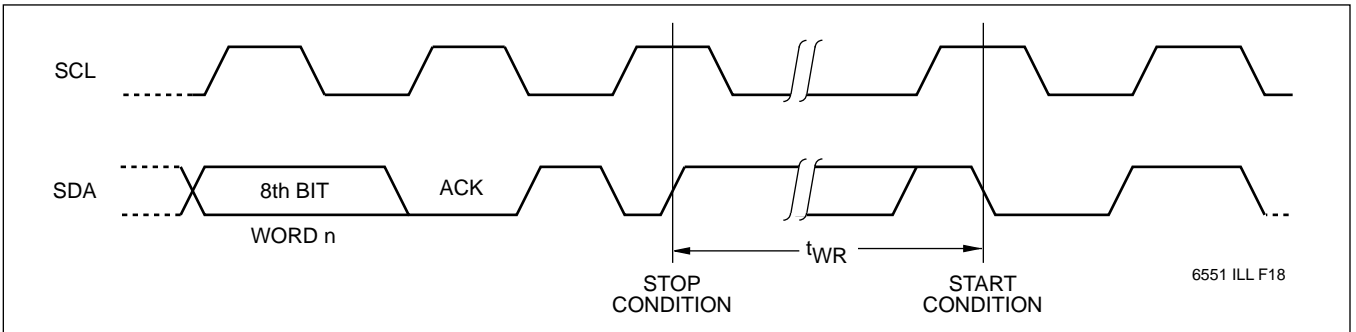 SCL
SDA
8th BIT
ACK
WORD n
tWR
STOP
CONDITION
START
CONDITION
6551 ILL F18